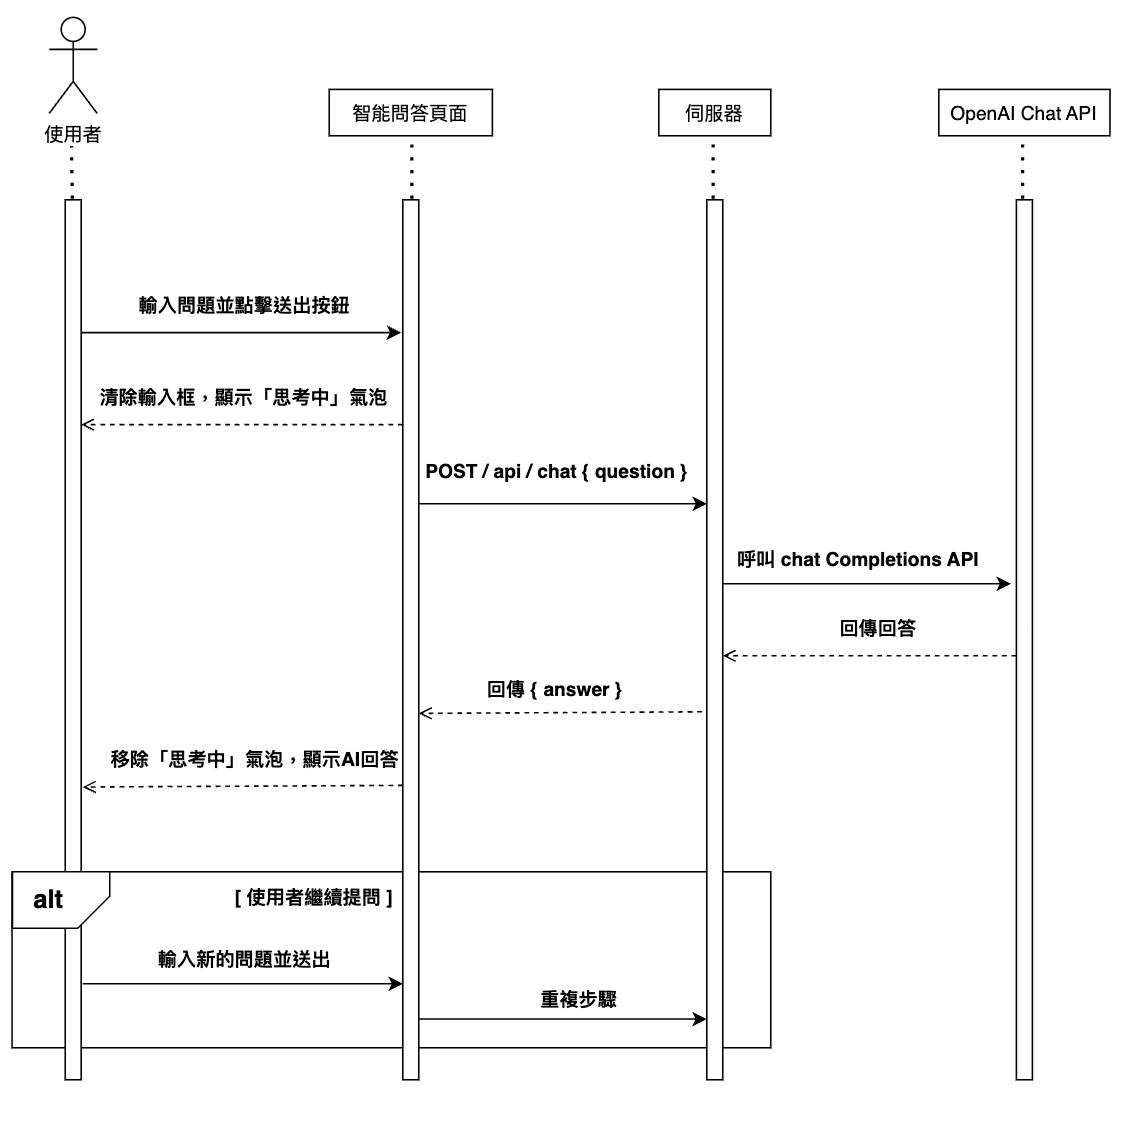 使用者
智能問答頁面
伺服器
OpenAI Chat API
輸入問題並點擊送出按鈕
清除輸入框，顯示「思考中」氣泡
POST / api / chat { question }
呼叫 chat Completions API
回傳回答
回傳 { answer }
移除「思考中」氣泡，顯示AI回答
alt
[ 使用者繼續提問 ]
輸入新的問題並送出
重複步驟